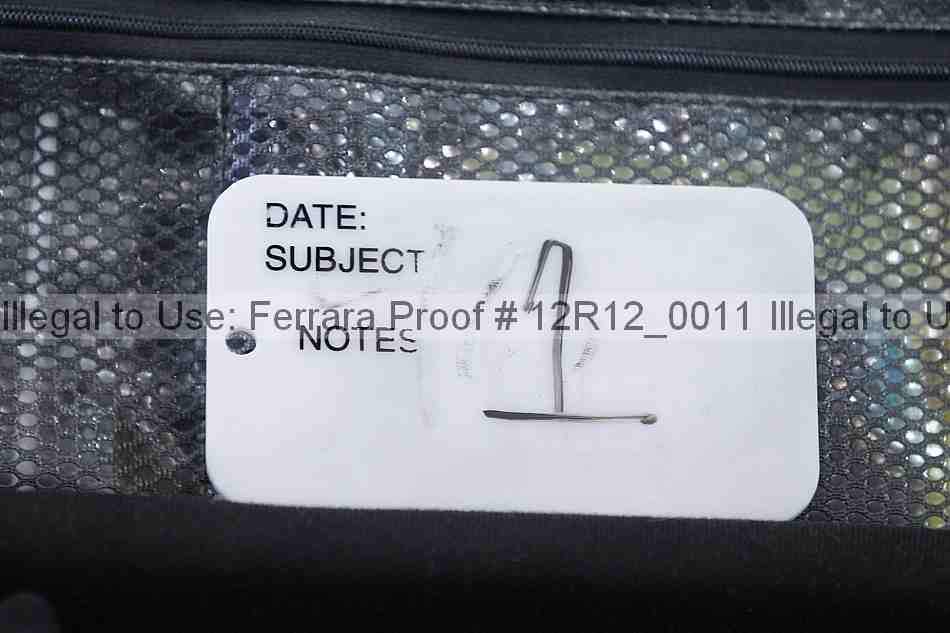 DATE:
SUBJECT
1
Illegal to Use: Ferrara Proof # 12R12_0011 Illegal to U
NOTES